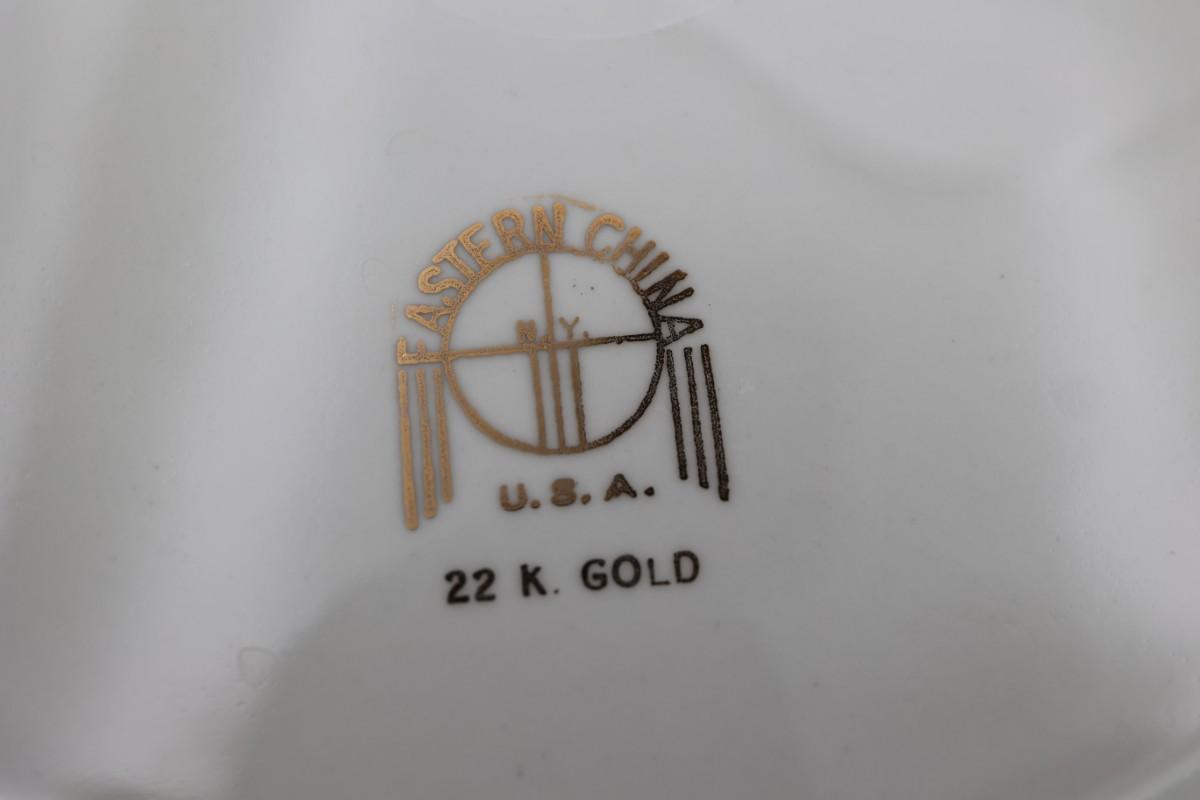 EASTERN CHINA
N.Y.
U.S.A.
22 K. GOLD